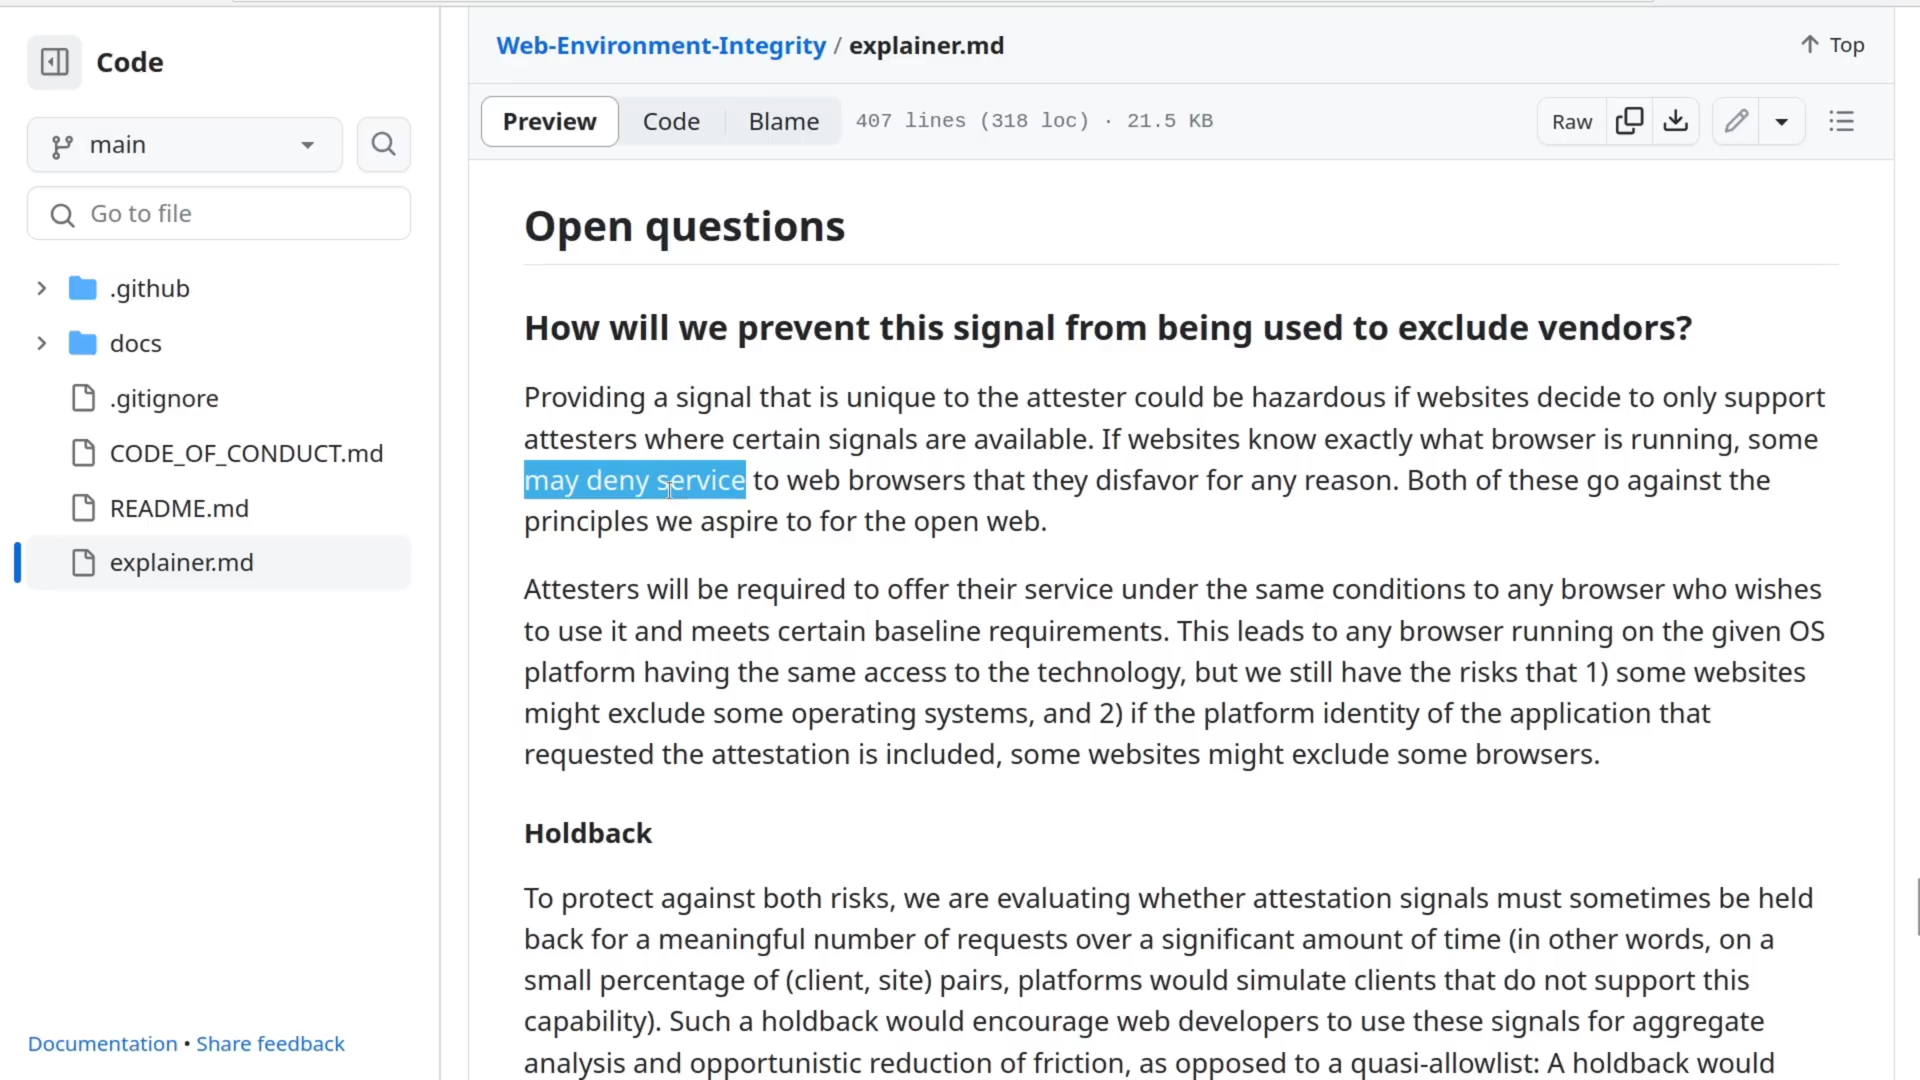 Code
main
Go to file
.github
docs
.gitignore
CODE_OF_CONDUCT.md
README.md
explainer.md
Documentation • Share feedback
Web-Environment-Integrity / explainer.md
Top
Preview Code Blame 407 lines (318 loc) · 21.5 KB
Raw
Open questions
How will we prevent this signal from being used to exclude vendors?
Providing a signal that is unique to the attester could be hazardous if websites decide to only support
attesters where certain signals are available. If websites know exactly what browser is running, some
may deny service to web browsers that they disfavor for any reason. Both of these go against the
principles we aspire to for the open web.
Attesters will be required to offer their service under the same conditions to any browser who wishes
to use it and meets certain baseline requirements. This leads to any browser running on the given OS
platform having the same access to the technology, but we still have the risks that 1) some websites
might exclude some operating systems, and 2) if the platform identity of the application that
requested the attestation is included, some websites might exclude some browsers.
Holdback
To protect against both risks, we are evaluating whether attestation signals must sometimes be held
back for a meaningful number of requests over a significant amount of time (in other words, on a
small percentage of (client, site) pairs, platforms would simulate clients that do not support this
capability). Such a holdback would encourage web developers to use these signals for aggregate
analysis and opportunistic reduction of friction, as opposed to a quasi-allowlist: A holdback would